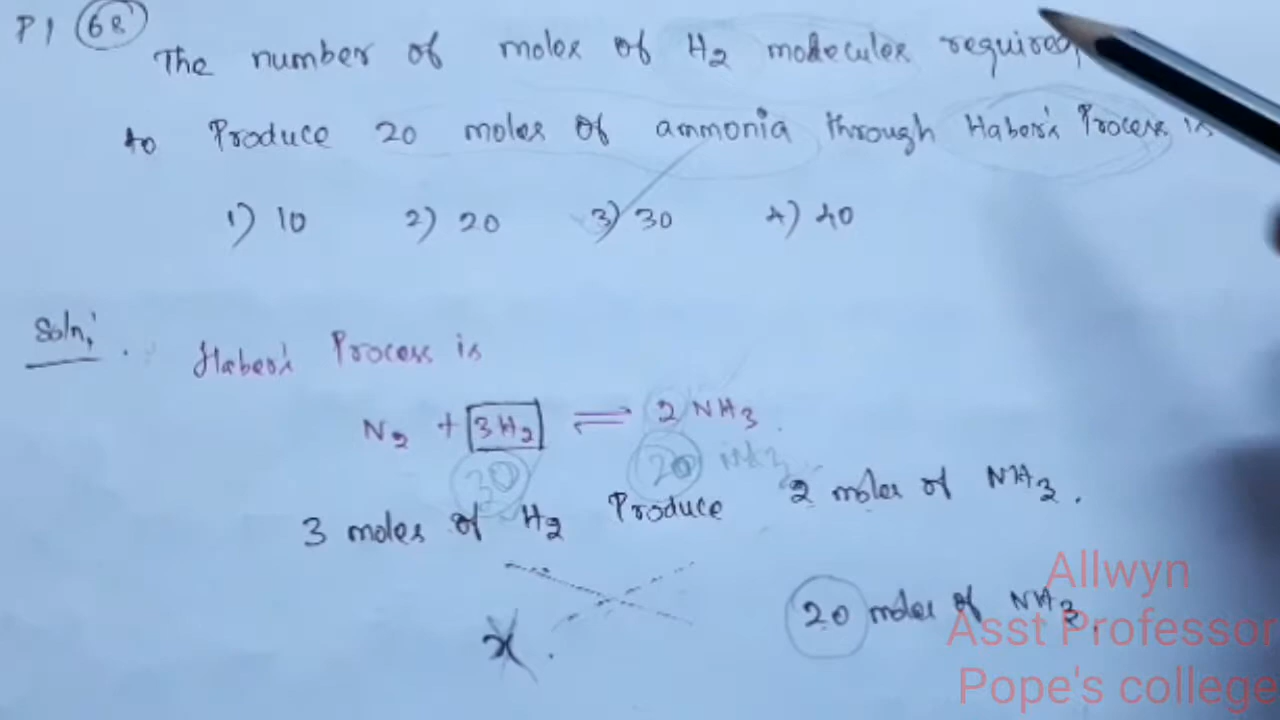 P1 68
The number of moles of H2 molecules required
to Produce 20 moles of ammonia through Haber's Process is
1) 10 2) 20 3) 30 4) 40
Soln;
Haber's Process is
N2 + 3H2 ⇌ 2NH3.
30 20 NH3
3 moles of H2 Produce 2 moles of NH3.
x. 20 moles of NH3.
Allwyn
Asst Professor
Pope's college